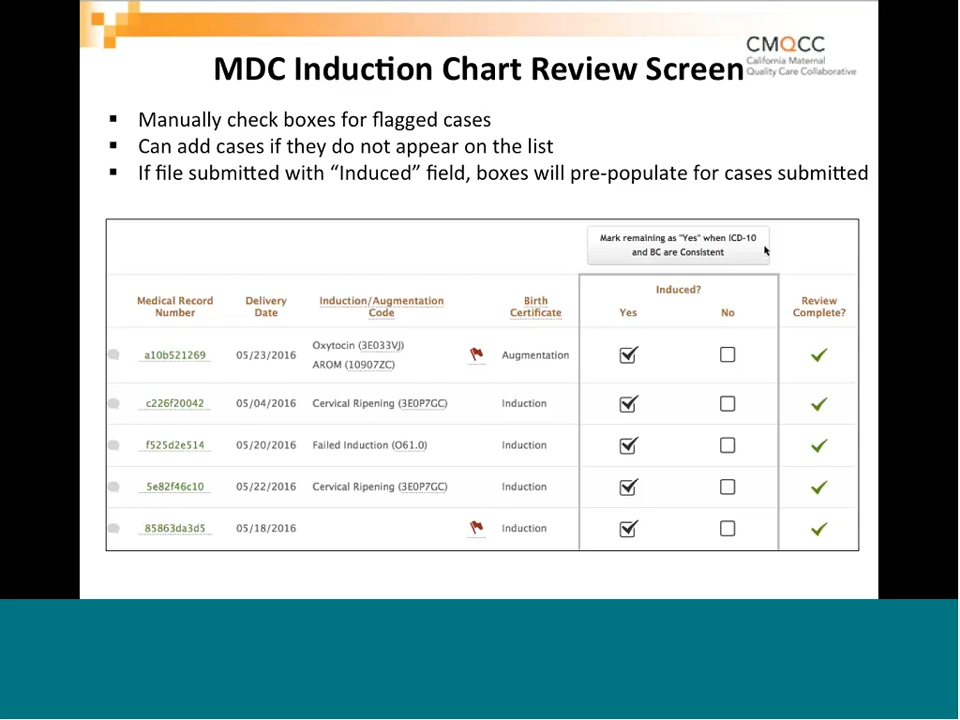 CMQCC
California Maternal
Quality Care Collaborative
MDC Induction Chart Review Screen
▪ Manually check boxes for flagged cases
▪ Can add cases if they do not appear on the list
▪ If file submitted with “Induced” field, boxes will pre-populate for cases submitted
Mark remaining as "Yes" when ICD-10
and BC are Consistent
Induced?
Medical Record Number Delivery Date Induction/Augmentation Code Birth Certificate Yes No Review Complete?
a10b521269 05/23/2016 Oxytocin (3E033VJ) Augmentation
AROM (10907ZC)
c226f20042 05/04/2016 Cervical Ripening (3E0P7GC) Induction
f525d2e514 05/20/2016 Failed Induction (O61.0) Induction
5e82f46c10 05/22/2016 Cervical Ripening (3E0P7GC) Induction
85863da3d5 05/18/2016 Induction